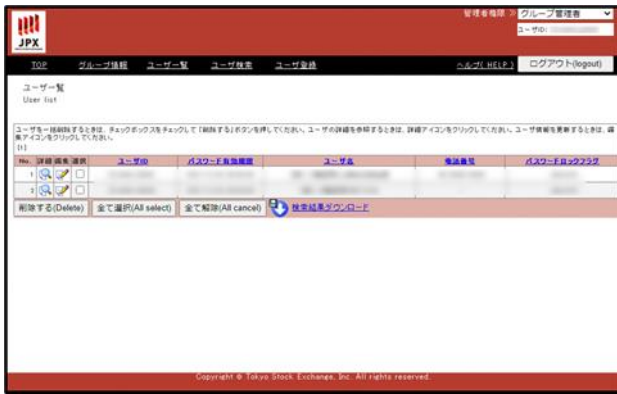 管理者権限 ≫ グループ管理者
JPX
ユーザID:
TOP グループ情報 ユーザ一覧 ユーザ検索 ユーザ登録 ヘルプ(HELP) ログアウト(logout)
ユーザ一覧
User list
ユーザを一括削除するときは、チェックボックスをチェックして「削除する」ボタンを押してください。ユーザの詳細を参照するときは、詳細アイコンをクリックしてください。ユーザ情報を更新するときは、編
集アイコンをクリックしてください。
[1]
No. 詳細 編集 選択 ユーザID パスワード有効期限 ユーザ名 電話番号 パスワードロックフラグ
1
2
削除する(Delete) 全て選択(All select) 全て解除(All cancel) 検索結果ダウンロード
Copyright © Tokyo Stock Exchange, Inc. All rights reserved.